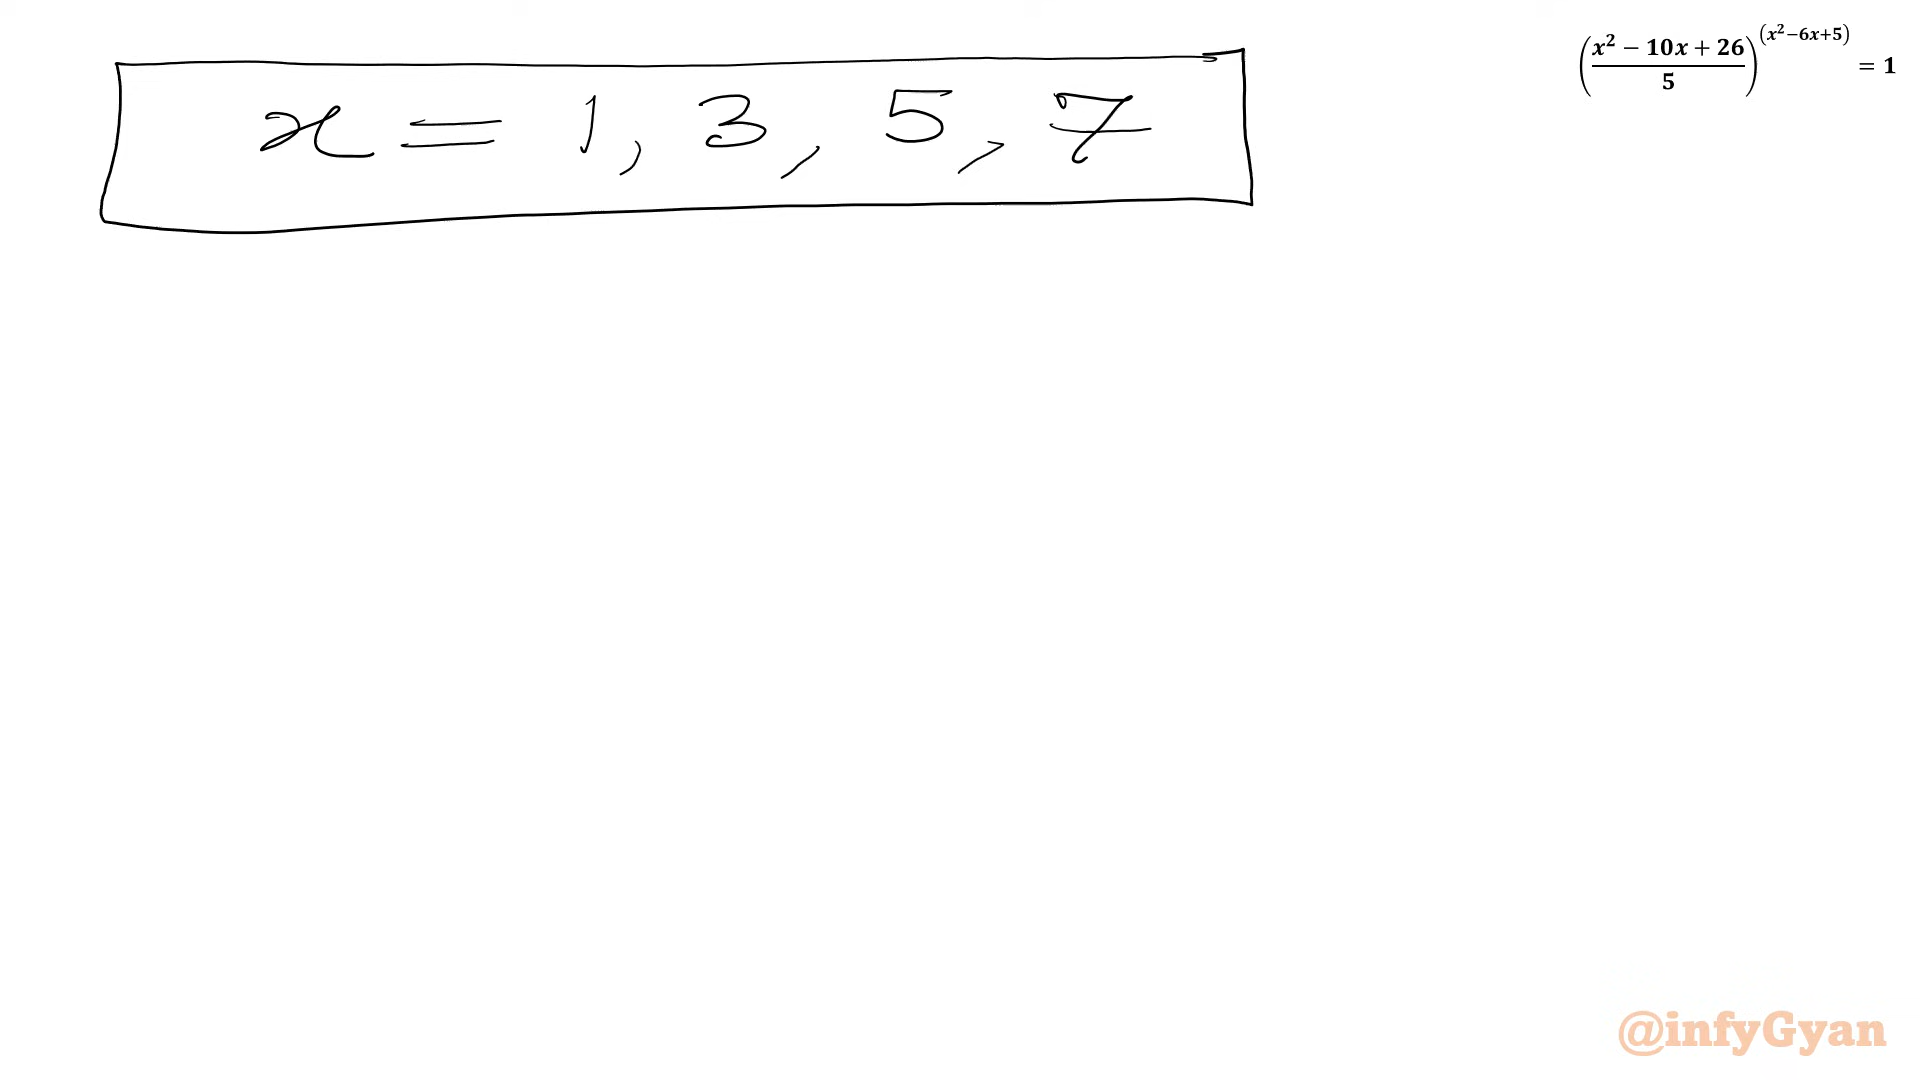 x = 1, 3, 5, 7
((x² − 10x + 26)/5)^(x²−6x+5) = 1
@infyGyan